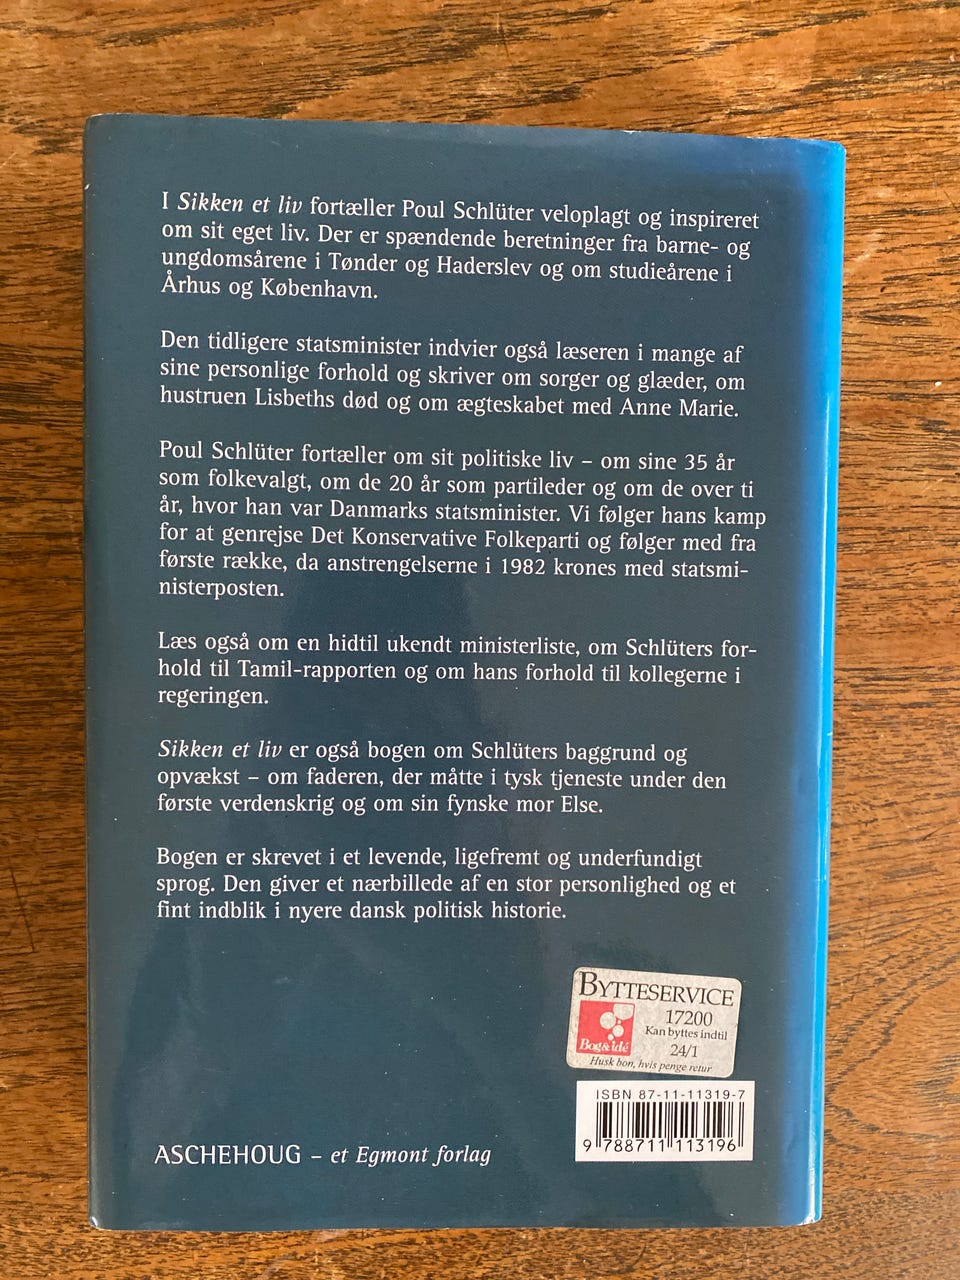 I Sikken et liv fortæller Poul Schlüter veloplagt og inspireret
om sit eget liv. Der er spændende beretninger fra barne- og
ungdomsårene i Tønder og Haderslev og om studieårene i
Århus og København.
Den tidligere statsminister indvier også læseren i mange af
sine personlige forhold og skriver om sorger og glæder, om
hustruen Lisbeths død og om ægteskabet med Anne Marie.
Poul Schlüter fortæller om sit politiske liv – om sine 35 år
som folkevalgt, om de 20 år som partileder og om de over ti
år, hvor han var Danmarks statsminister. Vi følger hans kamp
for at genrejse Det Konservative Folkeparti og følger med fra
første række, da anstrengelserne i 1982 krones med statsmi-
nisterposten.
Læs også om en hidtil ukendt ministerliste, om Schlüters for-
hold til Tamil-rapporten og om hans forhold til kollegerne i
regeringen.
Sikken et liv er også bogen om Schlüters baggrund og
opvækst – om faderen, der måtte i tysk tjeneste under den
første verdenskrig og om sin fynske mor Else.
Bogen er skrevet i et levende, ligefremt og underfundigt
sprog. Den giver et nærbillede af en stor personlighed og et
fint indblik i nyere dansk politisk historie.
BYTTESERVICE
17200
Kan byttes indtil
24/1
Bog&idé
Husk bon, hvis penge retur
ISBN 87-11-11319-7
9 788711 113196
ASCHEHOUG – et Egmont forlag